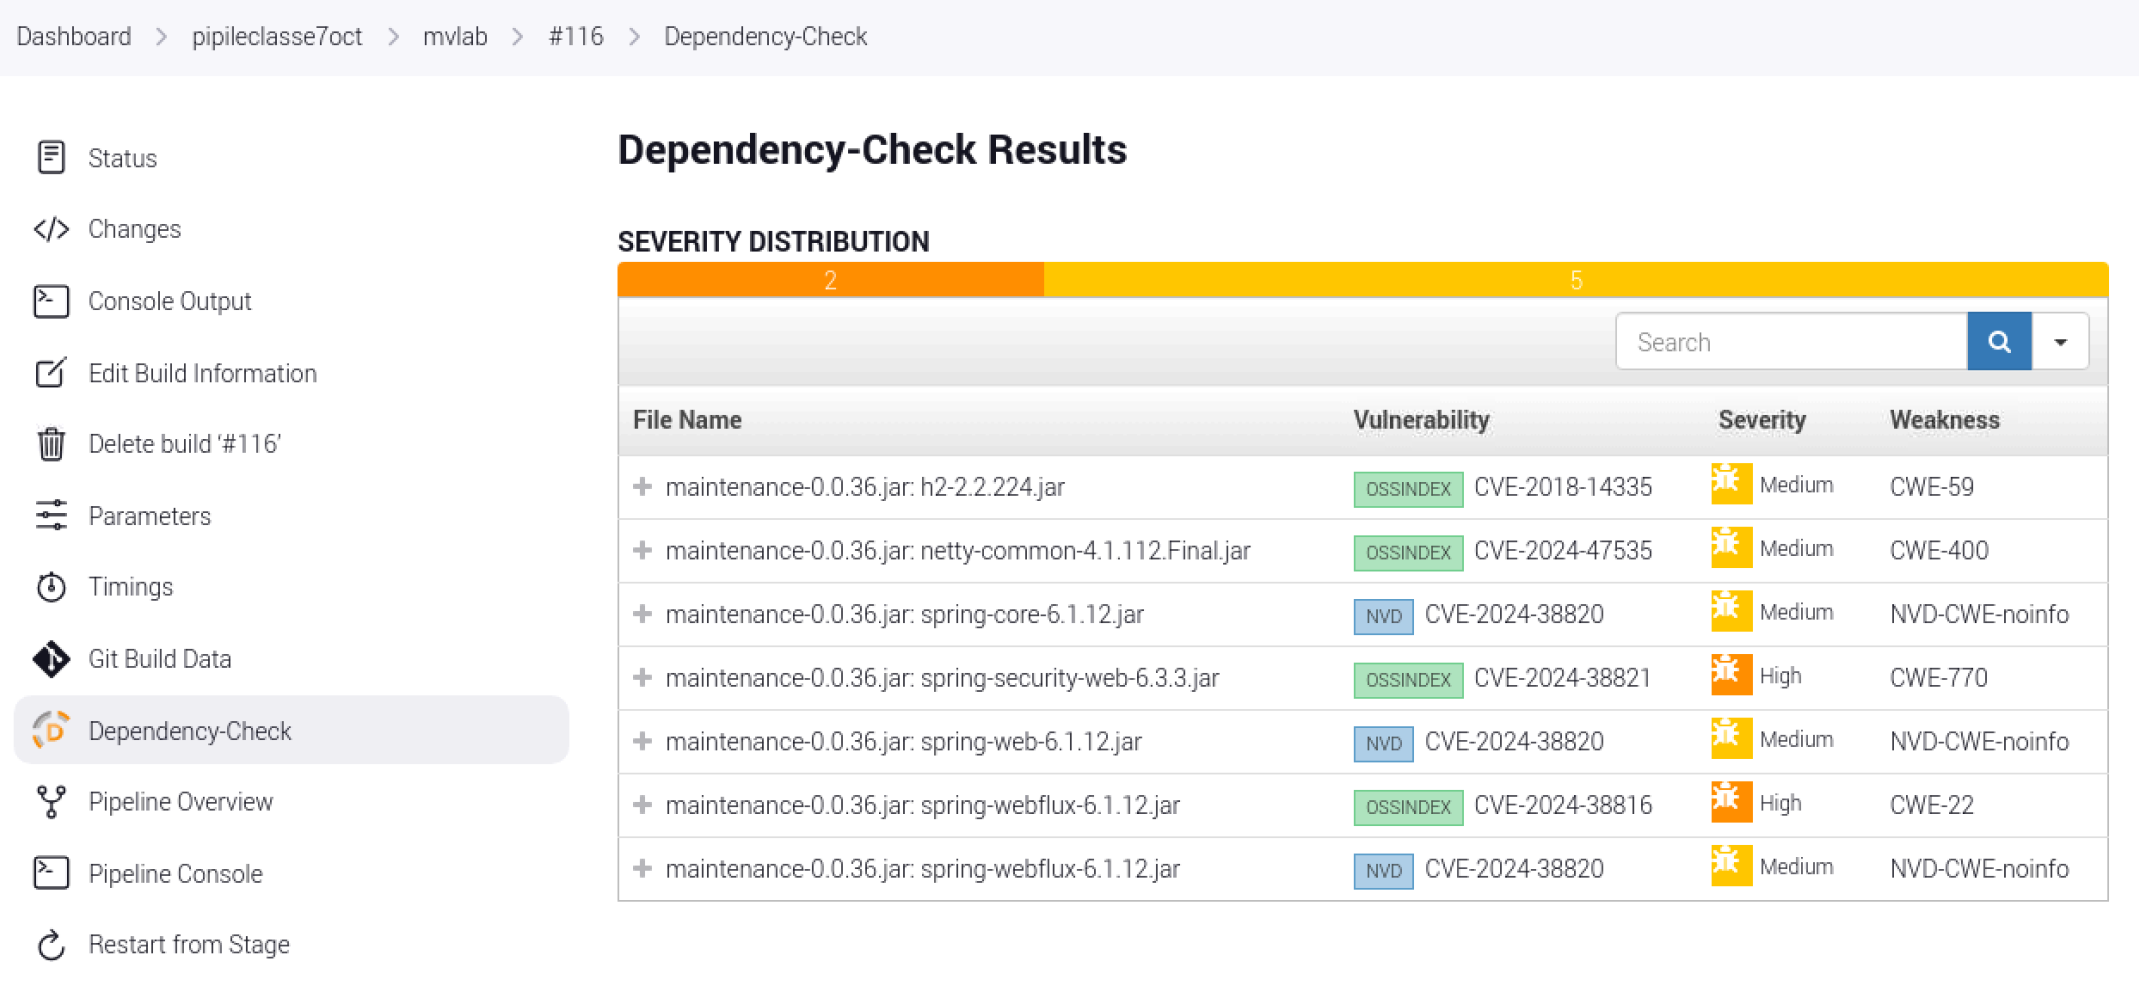 Dashboard > pipileclasse7oct > mvlab > #116 > Dependency-Check
Status
Changes
Console Output
Edit Build Information
Delete build ‘#116’
Parameters
Timings
Git Build Data
Dependency-Check
Pipeline Overview
Pipeline Console
Restart from Stage
Dependency-Check Results
SEVERITY DISTRIBUTION
2 5
Search
File Name Vulnerability Severity Weakness
maintenance-0.0.36.jar: h2-2.2.224.jar OSSINDEX CVE-2018-14335 Medium CWE-59
maintenance-0.0.36.jar: netty-common-4.1.112.Final.jar OSSINDEX CVE-2024-47535 Medium CWE-400
maintenance-0.0.36.jar: spring-core-6.1.12.jar NVD CVE-2024-38820 Medium NVD-CWE-noinfo
maintenance-0.0.36.jar: spring-security-web-6.3.3.jar OSSINDEX CVE-2024-38821 High CWE-770
maintenance-0.0.36.jar: spring-web-6.1.12.jar NVD CVE-2024-38820 Medium NVD-CWE-noinfo
maintenance-0.0.36.jar: spring-webflux-6.1.12.jar OSSINDEX CVE-2024-38816 High CWE-22
maintenance-0.0.36.jar: spring-webflux-6.1.12.jar NVD CVE-2024-38820 Medium NVD-CWE-noinfo